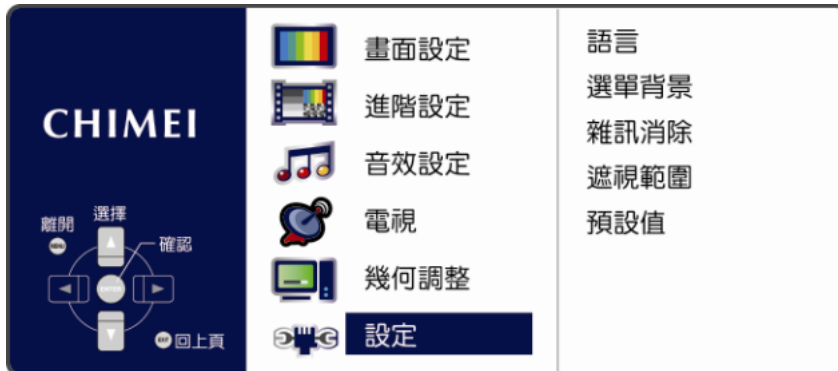 CHIMEI
離開
選擇
MENU
確認
ENTER
EXIT
回上頁
畫面設定
進階設定
音效設定
電視
幾何調整
設定
語言
選單背景
雜訊消除
遮視範圍
預設值